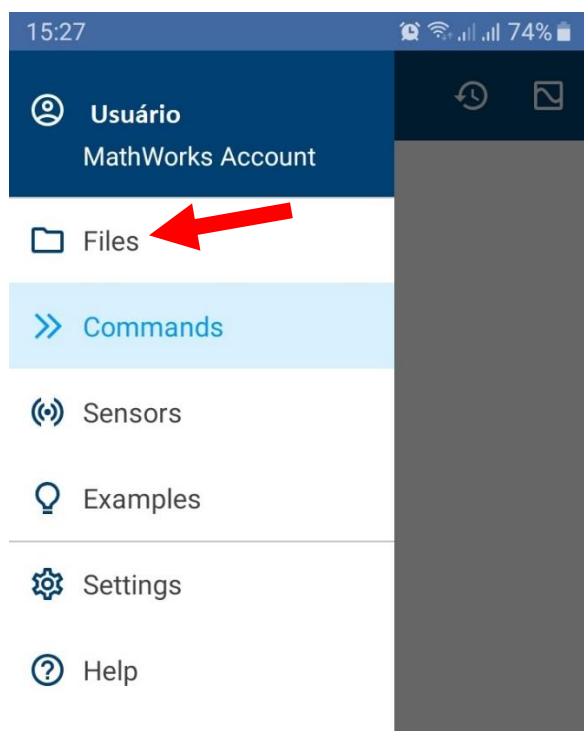 15:27 74%
Usuário
MathWorks Account
Files
Commands
Sensors
Examples
Settings
Help